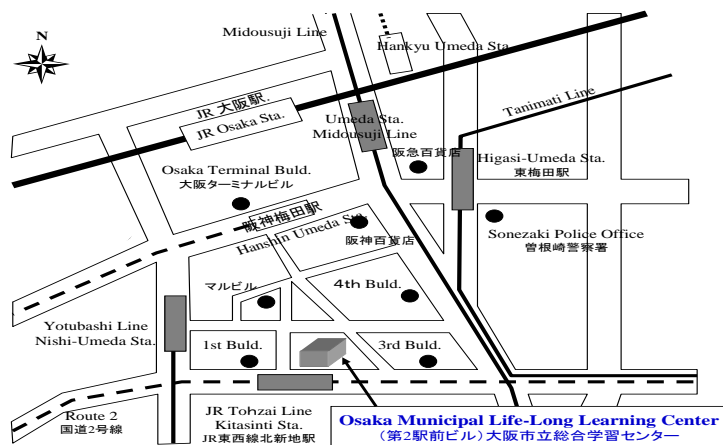 N
Midousuji Line
Hankyu Umeda Sta.
JR 大阪駅.
JR Osaka Sta.
Umeda Sta.
Midousuji Line
Tanimati Line
阪急百貨店
Higasi-Umeda Sta.
東梅田駅
Osaka Terminal Buld.
大阪ターミナルビル
阪神梅田駅
Hanshin Umeda Sta.
阪神百貨店
Sonezaki Police Office
曽根崎警察署
マルビル
4th Buld.
Yotubashi Line
Nishi-Umeda Sta.
1st Buld.
3rd Buld.
Route 2
国道2号線
JR Tohzai Line
Kitasinti Sta.
JR東西線北新地駅
Osaka Municipal Life-Long Learning Center
(第2駅前ビル)大阪市立総合学習センター